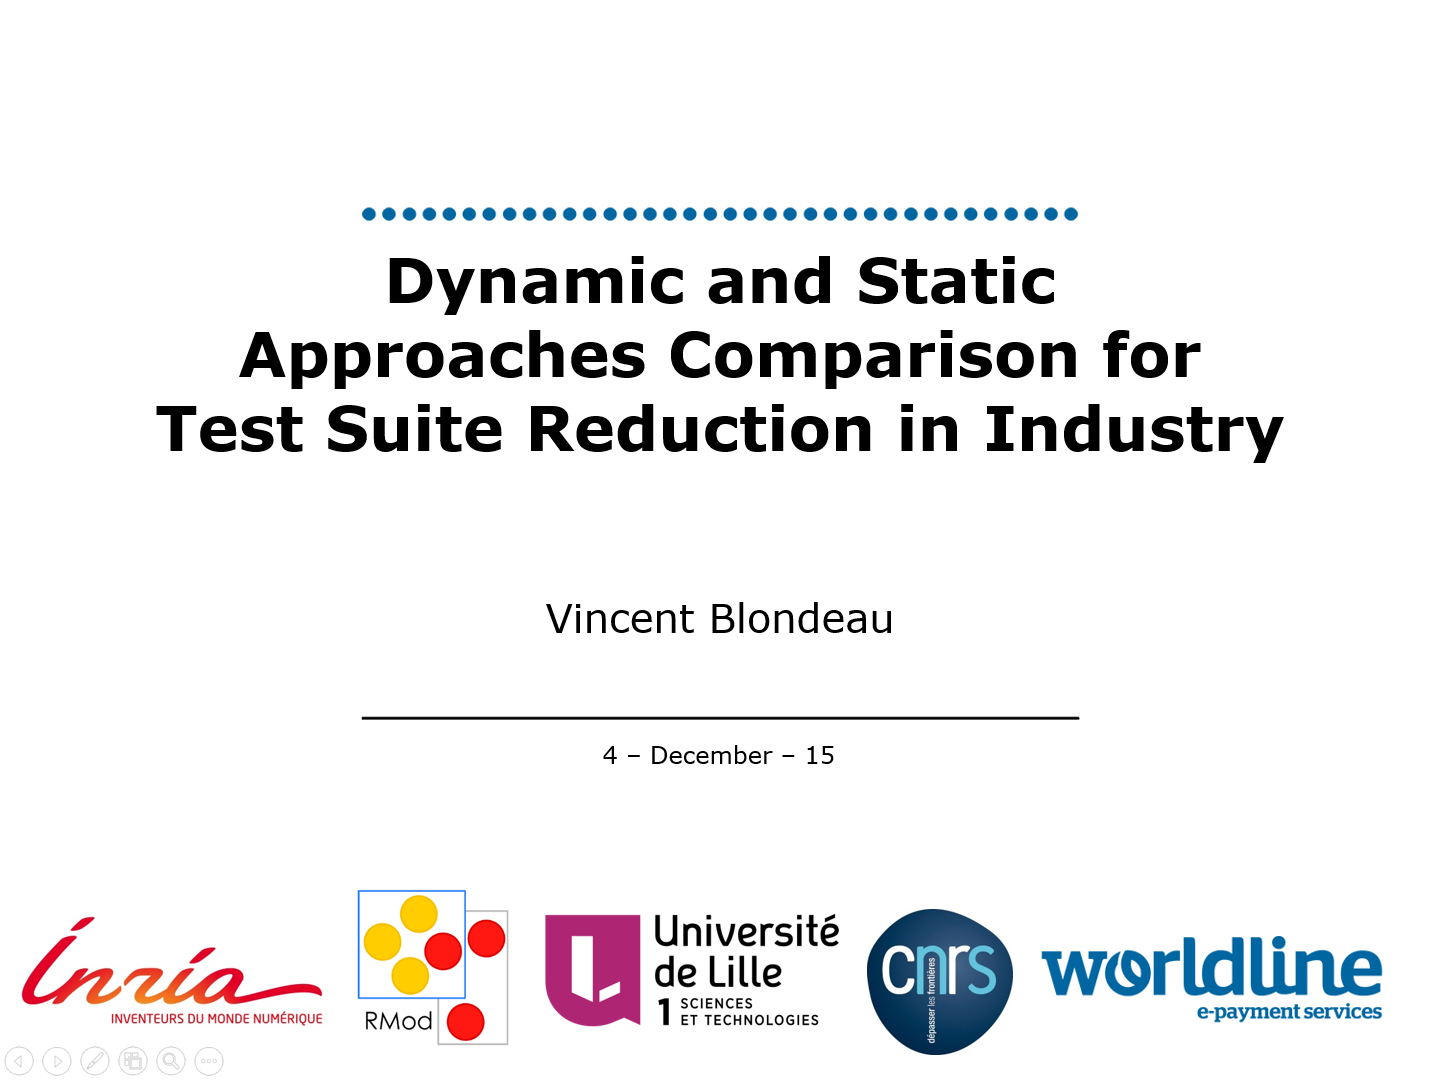 Dynamic and Static
Approaches Comparison for
Test Suite Reduction in Industry
Vincent Blondeau
4 – December – 15
Inría
INVENTEURS DU MONDE NUMÉRIQUE
RMod
Université
de Lille
1 SCIENCES
ET TECHNOLOGIES
cnrs
dépasser les frontières
worldline
e-payment services